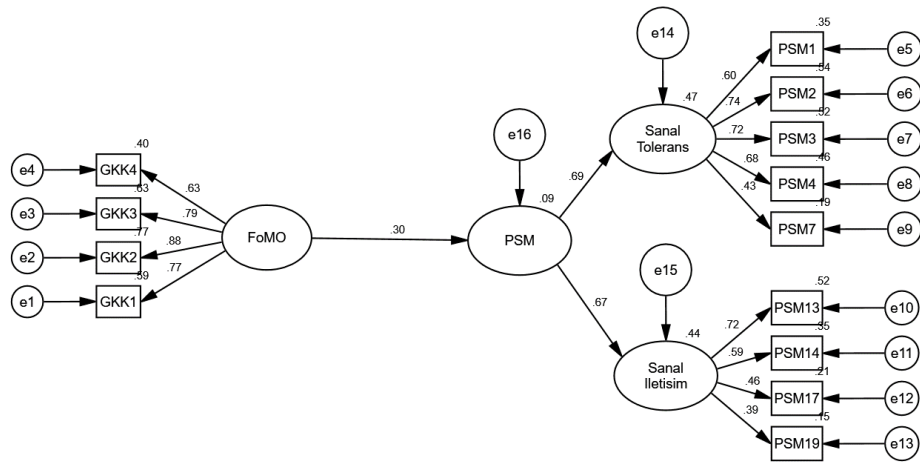 e4
.40
GKK4
e3
.63
GKK3
e2
.77
GKK2
e1
.59
GKK1
.63
.79
.88
.77
FoMO
.30
e16
.09
PSM
.69
.67
e14
.47
Sanal
Tolerans
.60
.74
.72
.68
.43
.35
PSM1
e5
.54
PSM2
e6
.52
PSM3
e7
.46
PSM4
e8
.19
PSM7
e9
e15
.44
Sanal
Iletisim
.72
.59
.46
.39
.52
PSM13
e10
.35
PSM14
e11
.21
PSM17
e12
.15
PSM19
e13